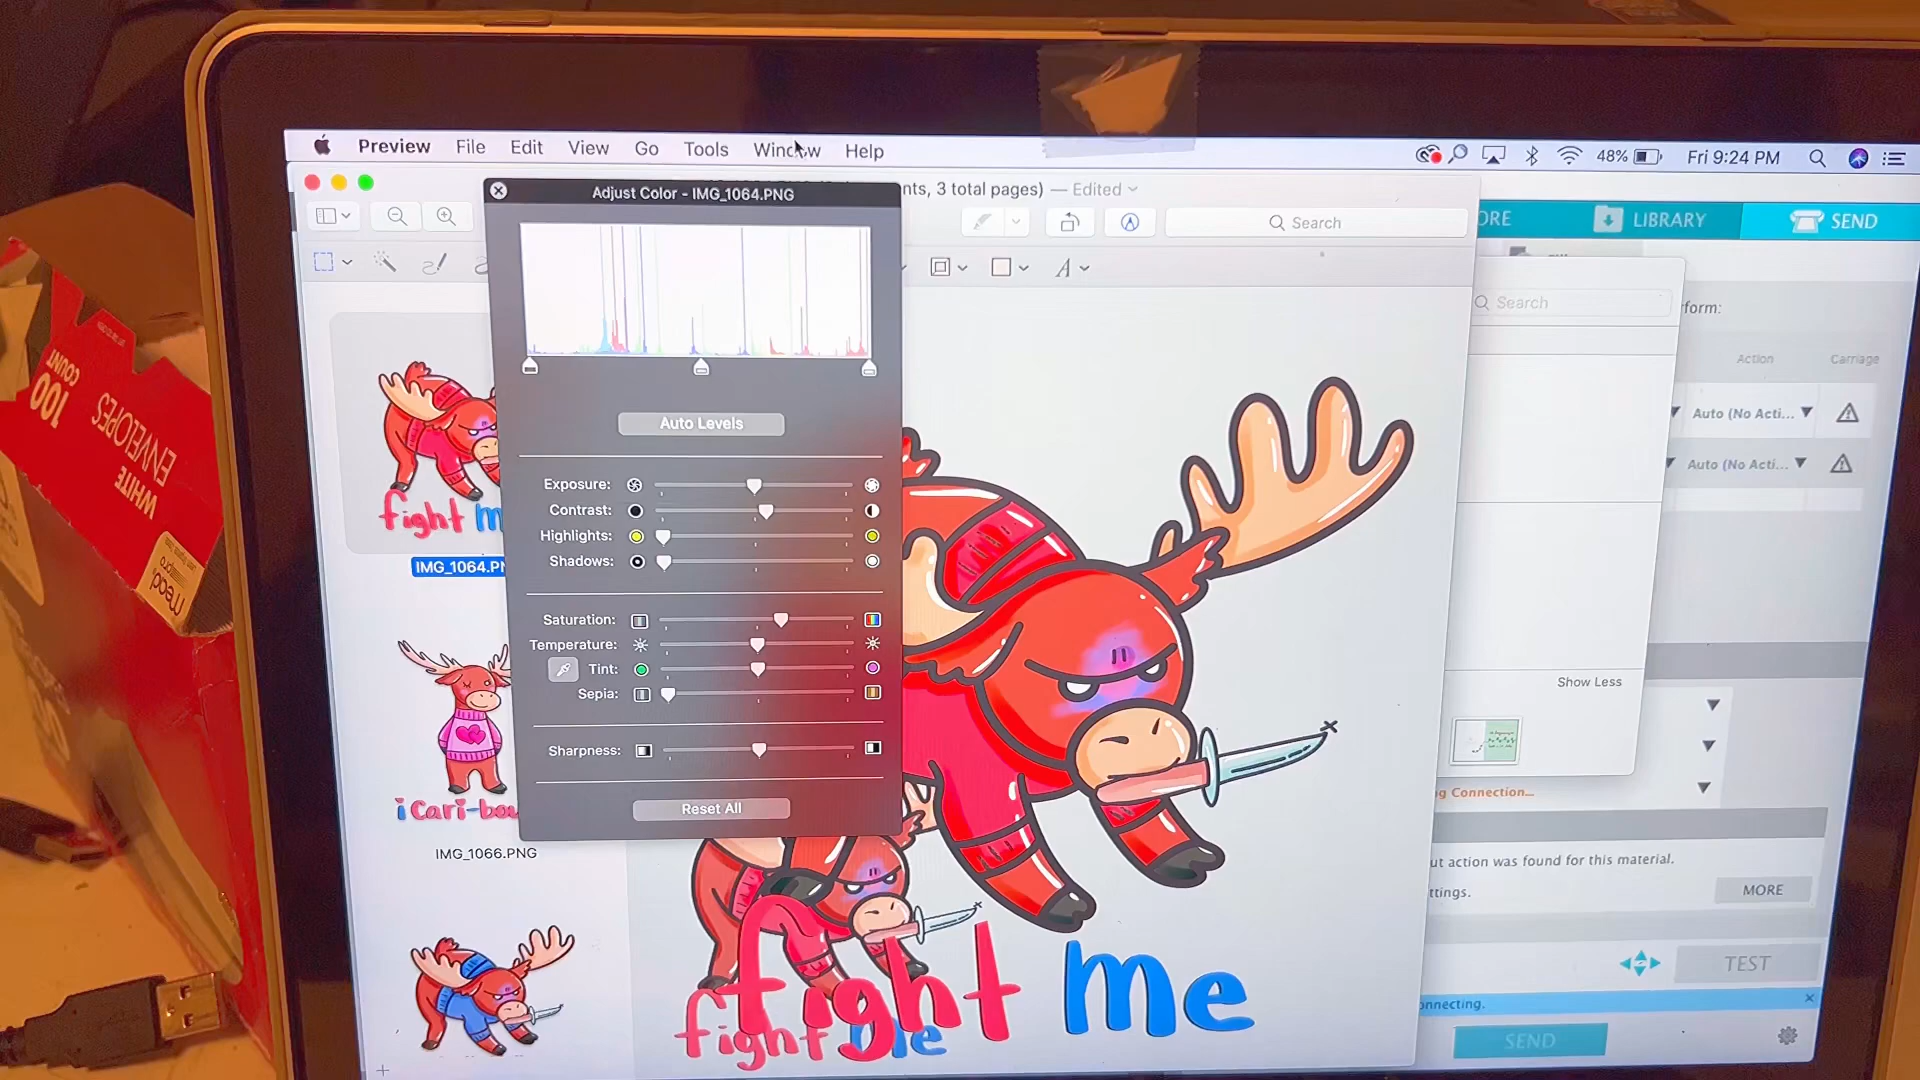 Preview File Edit View Go Tools Window Help
48% Fri 9:24 PM
Adjust Color - IMG_1064.PNG
nts, 3 total pages) — Edited
Search
LIBRARY
SEND
Search
form:
Action
Carriage
Auto (No Acti...
Auto (No Acti...
Auto Levels
Exposure:
Contrast:
Highlights:
Shadows:
Saturation:
Temperature:
Tint:
Sepia:
Sharpness:
Reset All
fight m
IMG_1064.PN
i Cari-bou
IMG_1066.PNG
fight me
fight me
Show Less
g Connection...
ut action was found for this material.
ttings.
MORE
TEST
nnecting.
SEND
100
COUNT
WHITE
ENVELOPES
mead